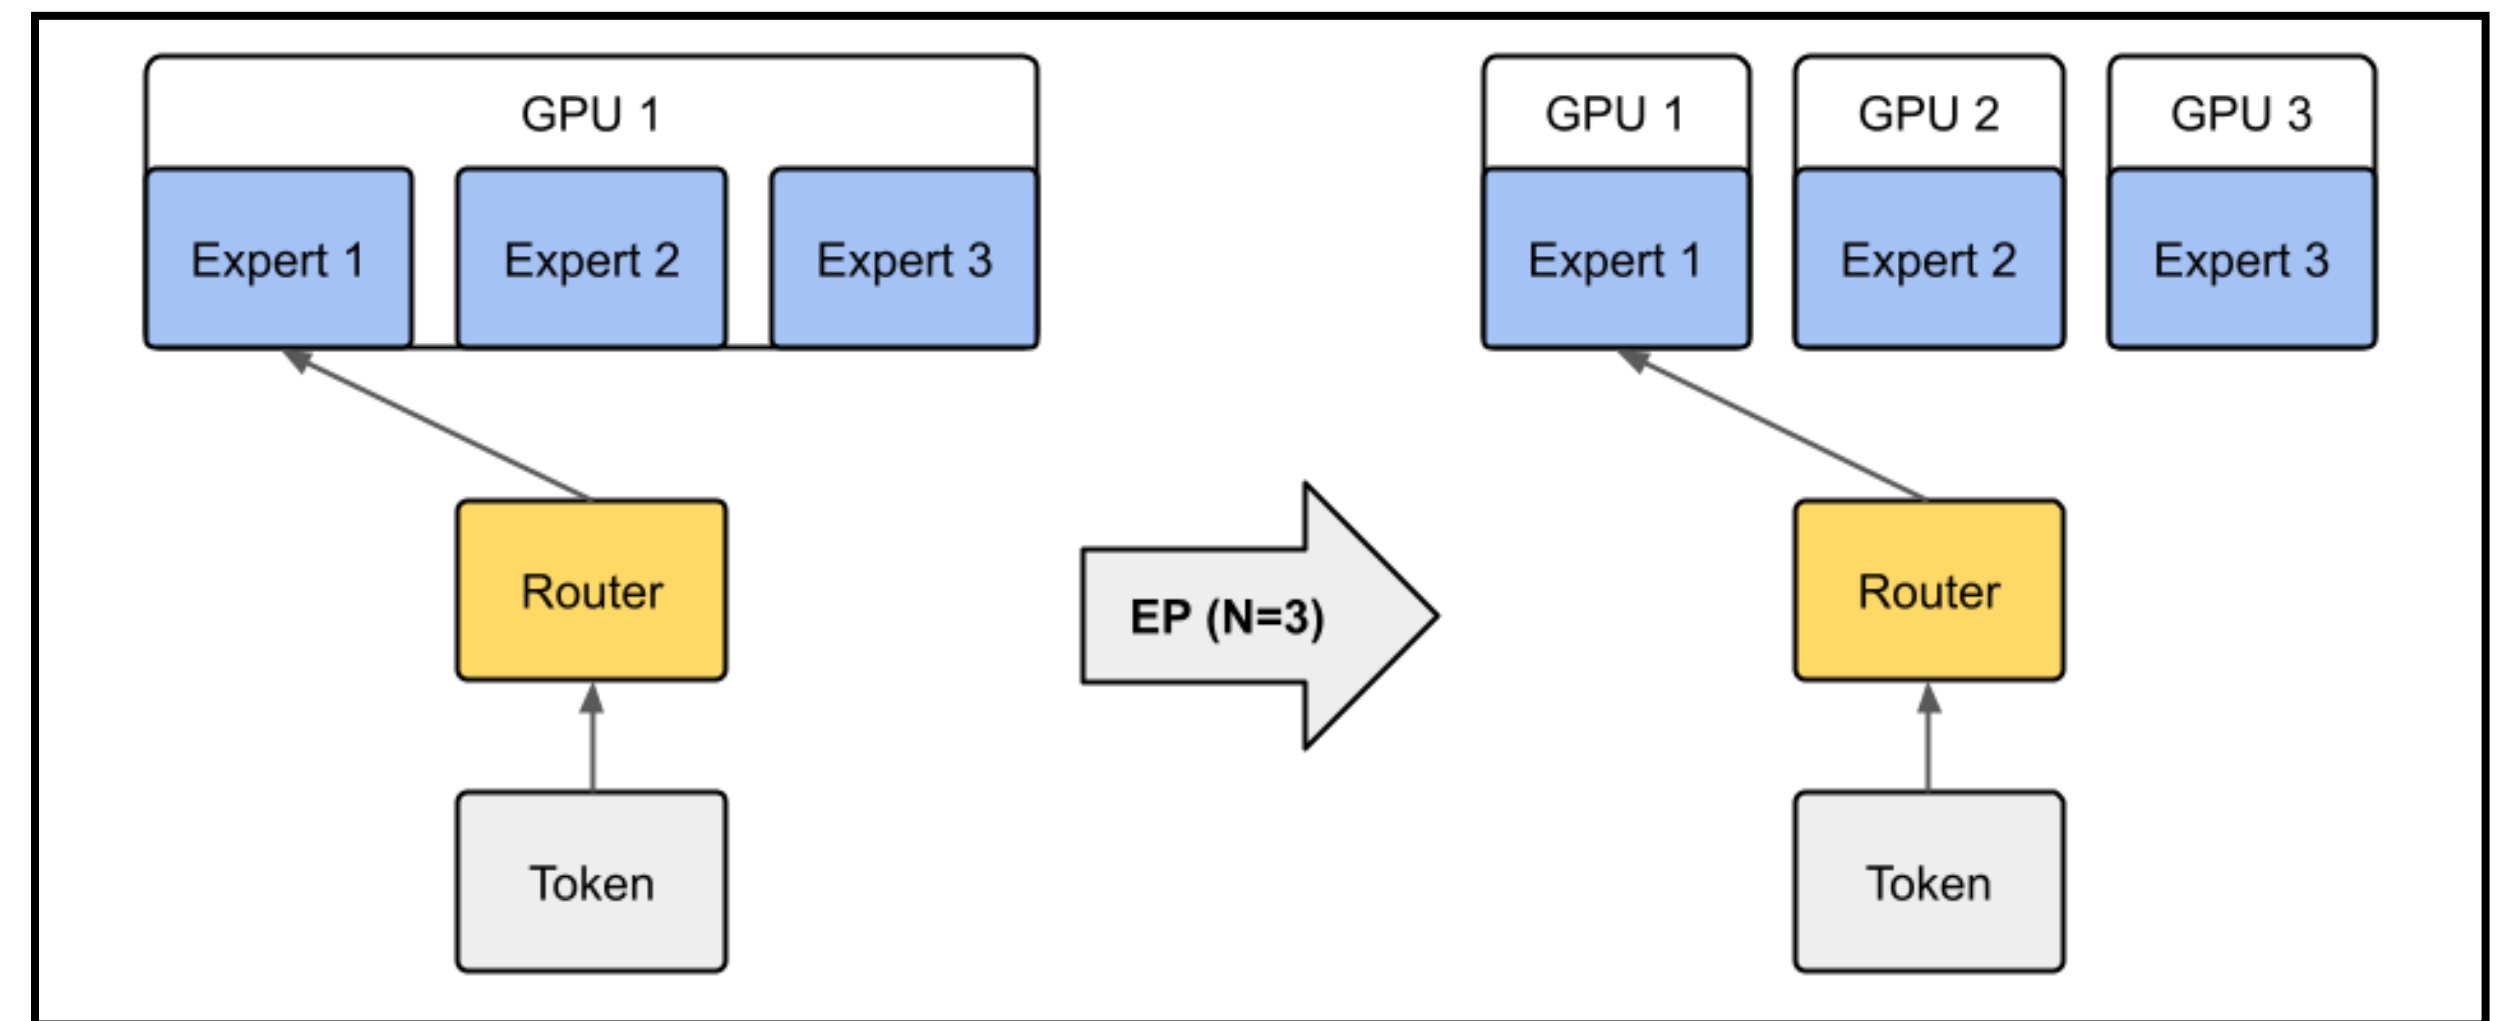 GPU 1
Expert 1
Expert 2
Expert 3
Router
Token
EP (N=3)
GPU 1
GPU 2
GPU 3
Expert 1
Expert 2
Expert 3
Router
Token